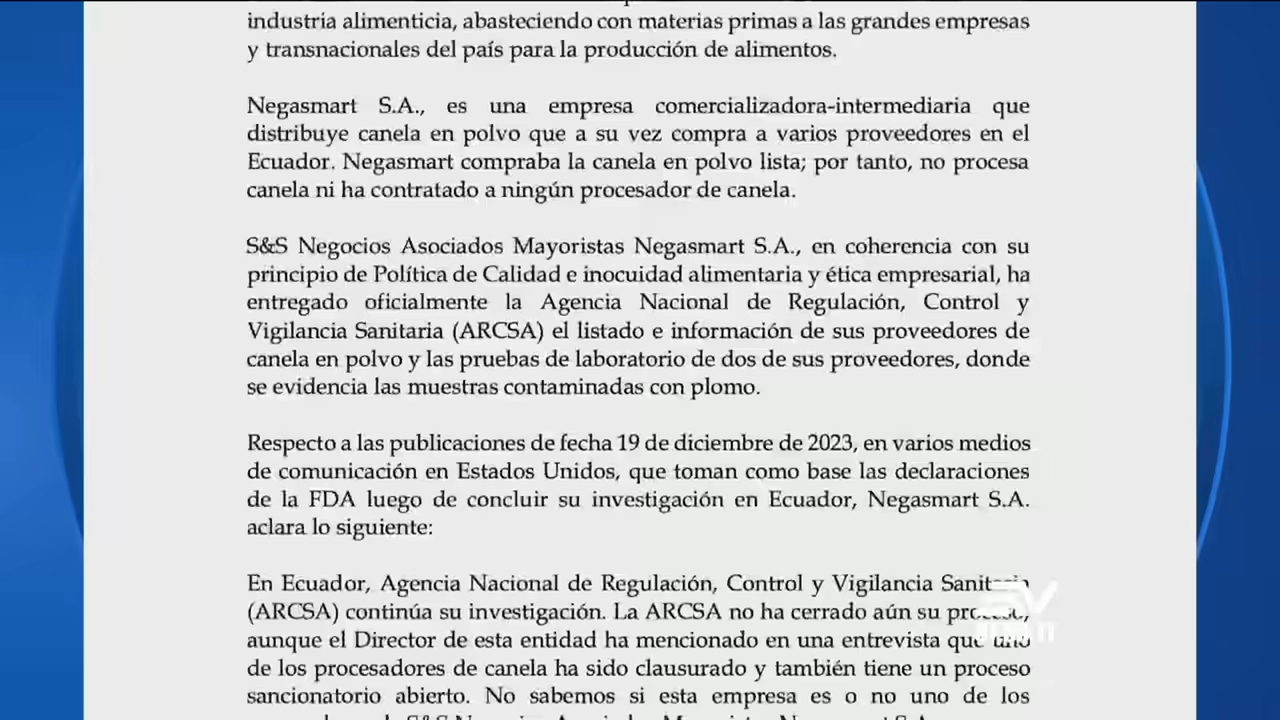 industria alimenticia, abasteciendo con materias primas a las grandes empresas
y transnacionales del país para la producción de alimentos.
Negasmart S.A., es una empresa comercializadora-intermediaria que
distribuye canela en polvo que a su vez compra a varios proveedores en el
Ecuador. Negasmart compraba la canela en polvo lista; por tanto, no procesa
canela ni ha contratado a ningún procesador de canela.
S&S Negocios Asociados Mayoristas Negasmart S.A., en coherencia con su
principio de Política de Calidad e inocuidad alimentaria y ética empresarial, ha
entregado oficialmente la Agencia Nacional de Regulación, Control y
Vigilancia Sanitaria (ARCSA) el listado e información de sus proveedores de
canela en polvo y las pruebas de laboratorio de dos de sus proveedores, donde
se evidencia las muestras contaminadas con plomo.
Respecto a las publicaciones de fecha 19 de diciembre de 2023, en varios medios
de comunicación en Estados Unidos, que toman como base las declaraciones
de la FDA luego de concluir su investigación en Ecuador, Negasmart S.A.
aclara lo siguiente:
En Ecuador, Agencia Nacional de Regulación, Control y Vigilancia Sanitaria
(ARCSA) continúa su investigación. La ARCSA no ha cerrado aún su proceso,
aunque el Director de esta entidad ha mencionado en una entrevista que uno
de los procesadores de canela ha sido clausurado y también tiene un proceso
sancionatorio abierto. No sabemos si esta empresa es o no uno de los